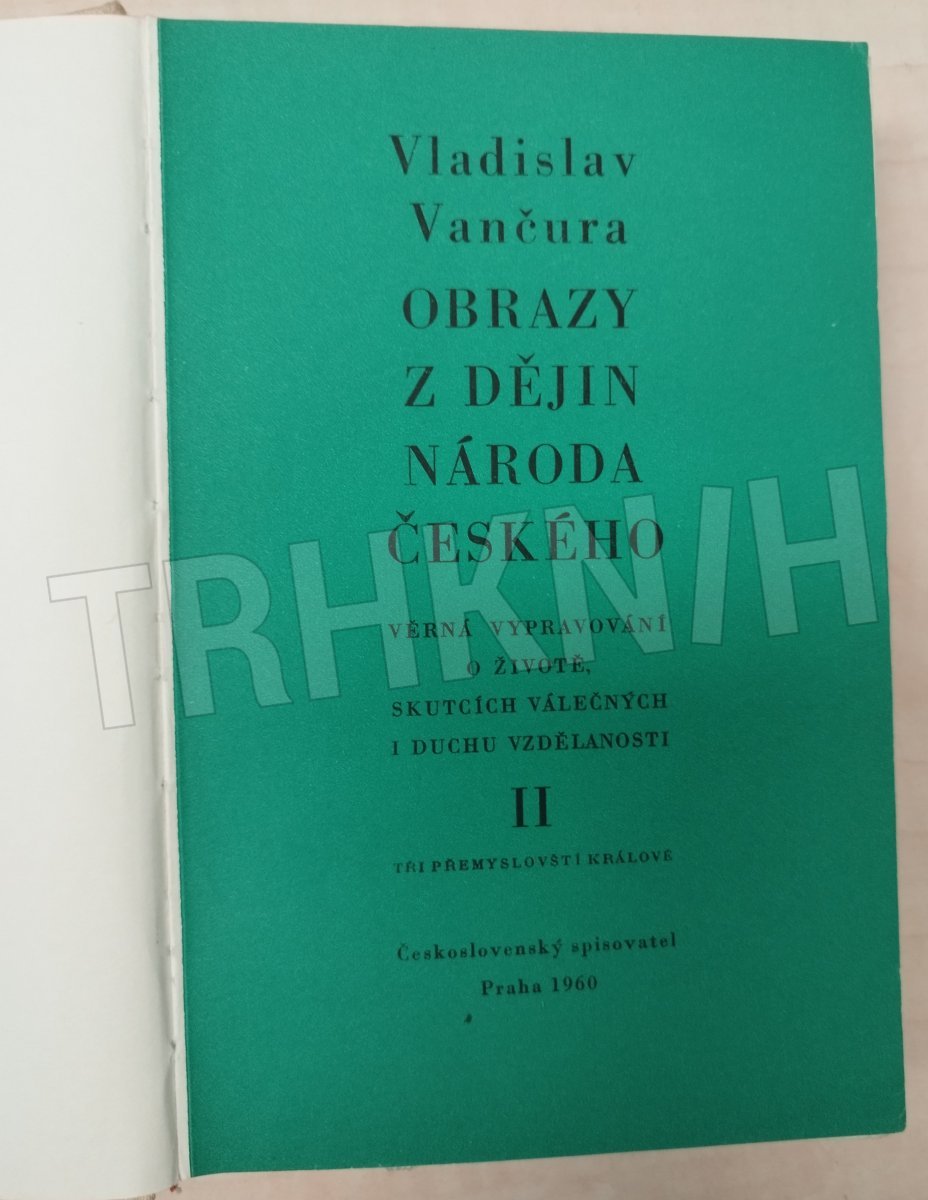 Vladislav
Vančura
OBRAZY
Z DĚJIN
NÁRODA
ČESKÉHO
VĚRNÁ VYPRAVOVÁNÍ
O ŽIVOTĚ,
SKUTCÍCH VÁLEČNÝCH
I DUCHU VZDĚLANOSTI
II
TŘI PŘEMYSLOVŠTÍ KRÁLOVÉ
Československý spisovatel
Praha 1960
TRHKNIH